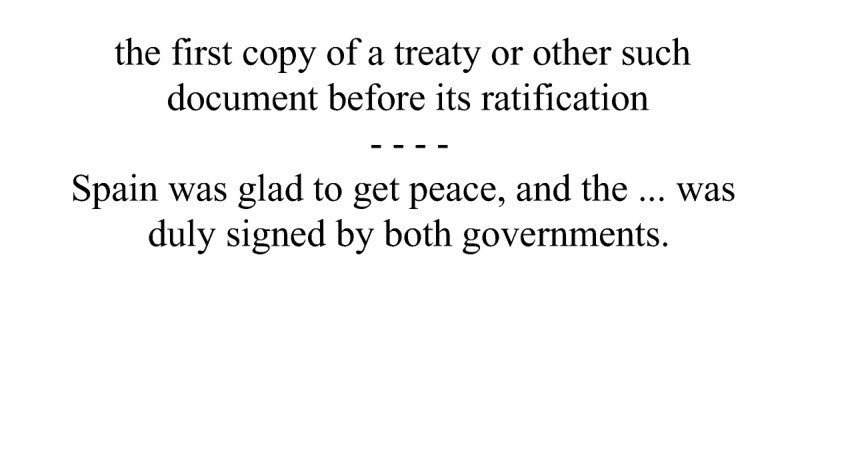 the first copy of a treaty or other such
document before its ratification
- - - -
Spain was glad to get peace, and the ... was
duly signed by both governments.